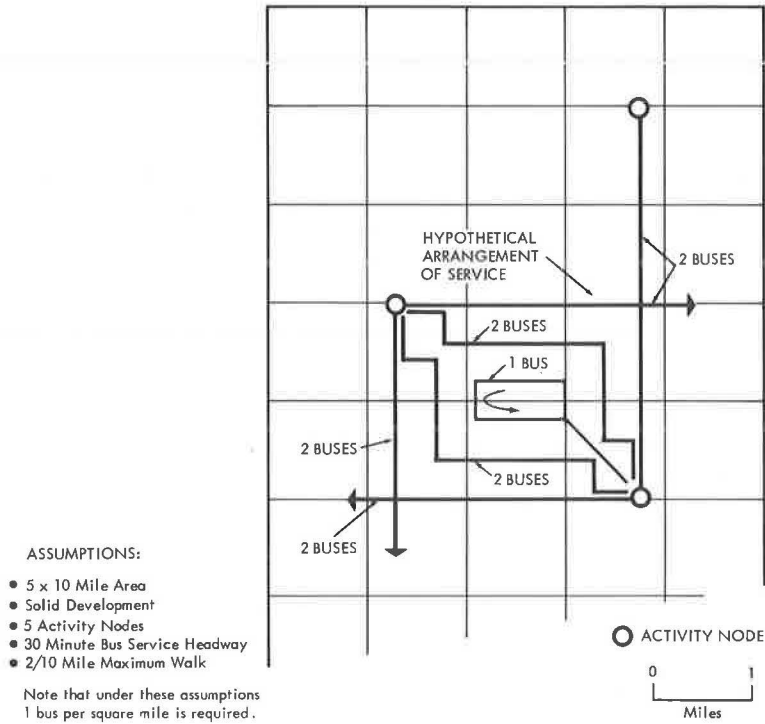 HYPOTHETICAL
ARRANGEMENT
OF SERVICE
2 BUSES
2 BUSES
1 BUS
2 BUSES
2 BUSES
2 BUSES
ASSUMPTIONS:
• 5 x 10 Mile Area
• Solid Development
• 5 Activity Nodes
• 30 Minute Bus Service Headway
• 2/10 Mile Maximum Walk
Note that under these assumptions
1 bus per square mile is required.
ACTIVITY NODE
0 1
Miles